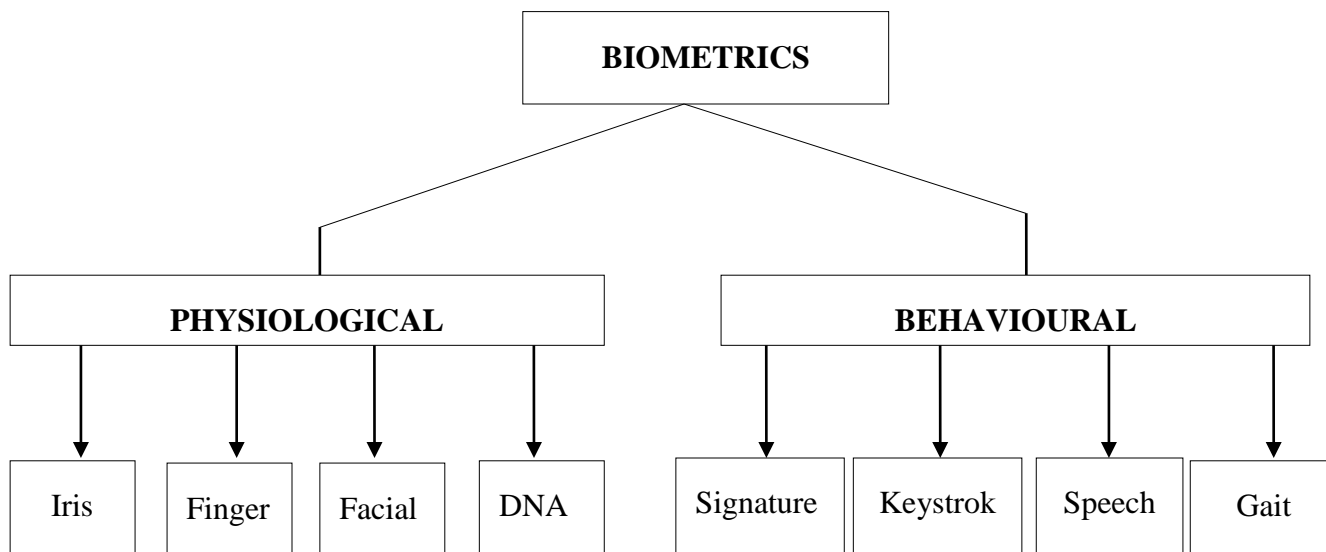 BIOMETRICS
PHYSIOLOGICAL
BEHAVIOURAL
Iris
Finger
Facial
DNA
Signature
Keystrok
Speech
Gait